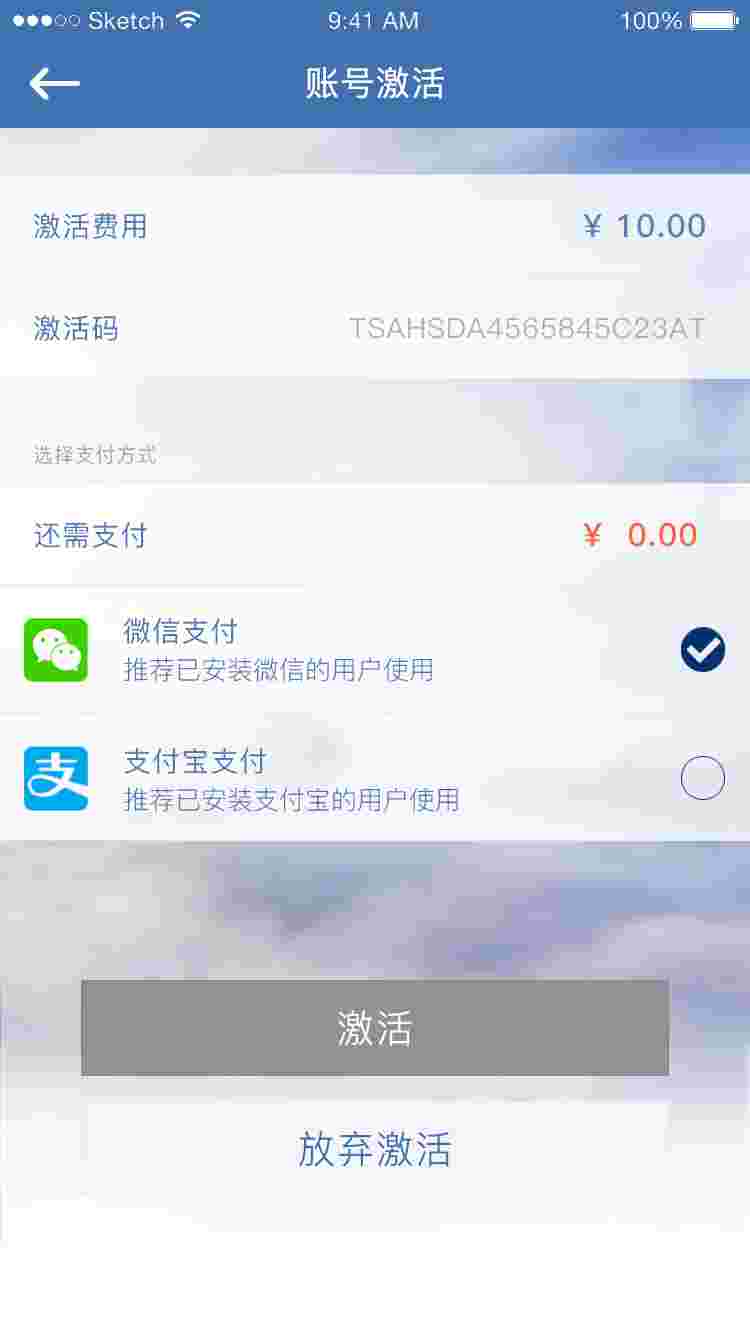 Sketch 9:41 AM 100%
账号激活
激活费用 ¥ 10.00
激活码 TSAHSDA4565845C23AT
选择支付方式
还需支付 ¥ 0.00
微信支付
推荐已安装微信的用户使用
支 支付宝支付
推荐已安装支付宝的用户使用
激活
放弃激活